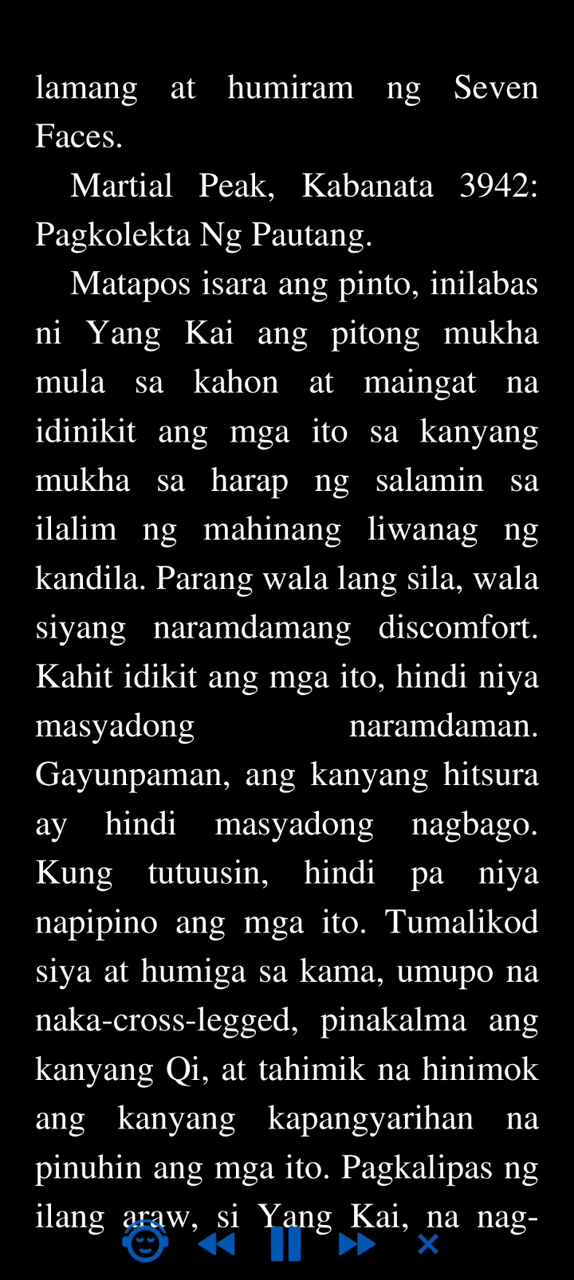 lamang at humiram ng Seven
Faces.
Martial Peak, Kabanata 3942:
Pagkolekta Ng Pautang.
Matapos isara ang pinto, inilabas
ni Yang Kai ang pitong mukha
mula sa kahon at maingat na
idinikit ang mga ito sa kanyang
mukha sa harap ng salamin sa
ilalim ng mahinang liwanag ng
kandila. Parang wala lang sila, wala
siyang naramdamang discomfort.
Kahit idikit ang mga ito, hindi niya
masyadong naramdaman.
Gayunpaman, ang kanyang hitsura
ay hindi masyadong nagbago.
Kung tutuusin, hindi pa niya
napipino ang mga ito. Tumalikod
siya at humiga sa kama, umupo na
naka-cross-legged, pinakalma ang
kanyang Qi, at tahimik na hinimok
ang kanyang kapangyarihan na
pinuhin ang mga ito. Pagkalipas ng
ilang araw, si Yang Kai, na nag-